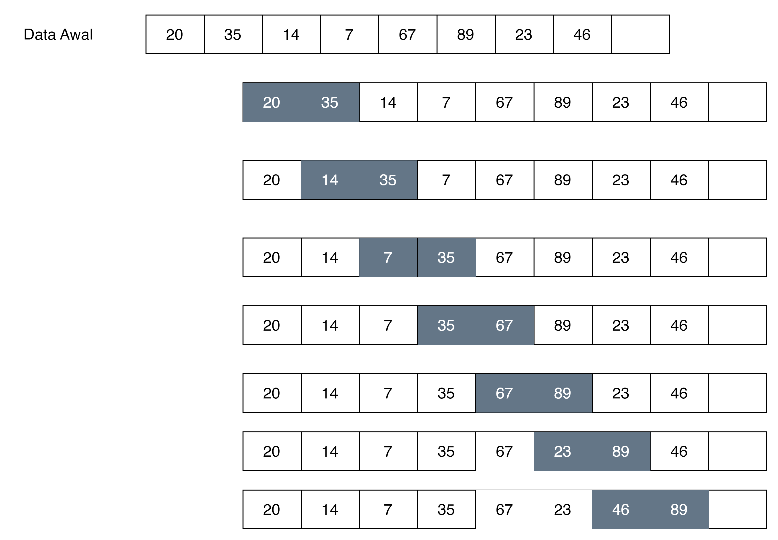 Data Awal 20 35 14 7 67 89 23 46
20 35 14 7 67 89 23 46
20 14 35 7 67 89 23 46
20 14 7 35 67 89 23 46
20 14 7 35 67 89 23 46
20 14 7 35 67 89 23 46
20 14 7 35 67 23 89 46
20 14 7 35 67 23 46 89